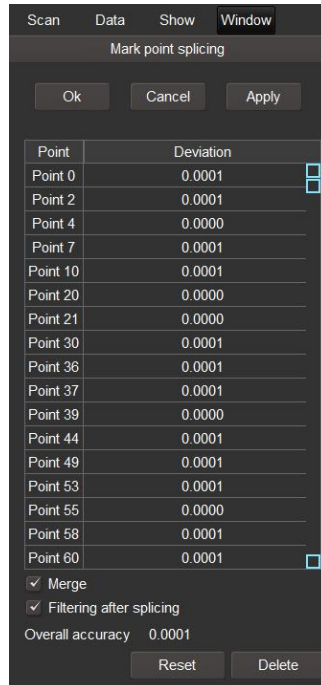 Scan Data Show Window
Mark point splicing
Ok Cancel Apply
Point Deviation
Point 0 0.0001
Point 2 0.0001
Point 4 0.0000
Point 7 0.0001
Point 10 0.0001
Point 20 0.0000
Point 21 0.0000
Point 30 0.0001
Point 36 0.0001
Point 37 0.0001
Point 39 0.0000
Point 44 0.0001
Point 49 0.0001
Point 53 0.0001
Point 55 0.0000
Point 58 0.0001
Point 60 0.0001
Merge
Filtering after splicing
Overall accuracy 0.0001
Reset Delete